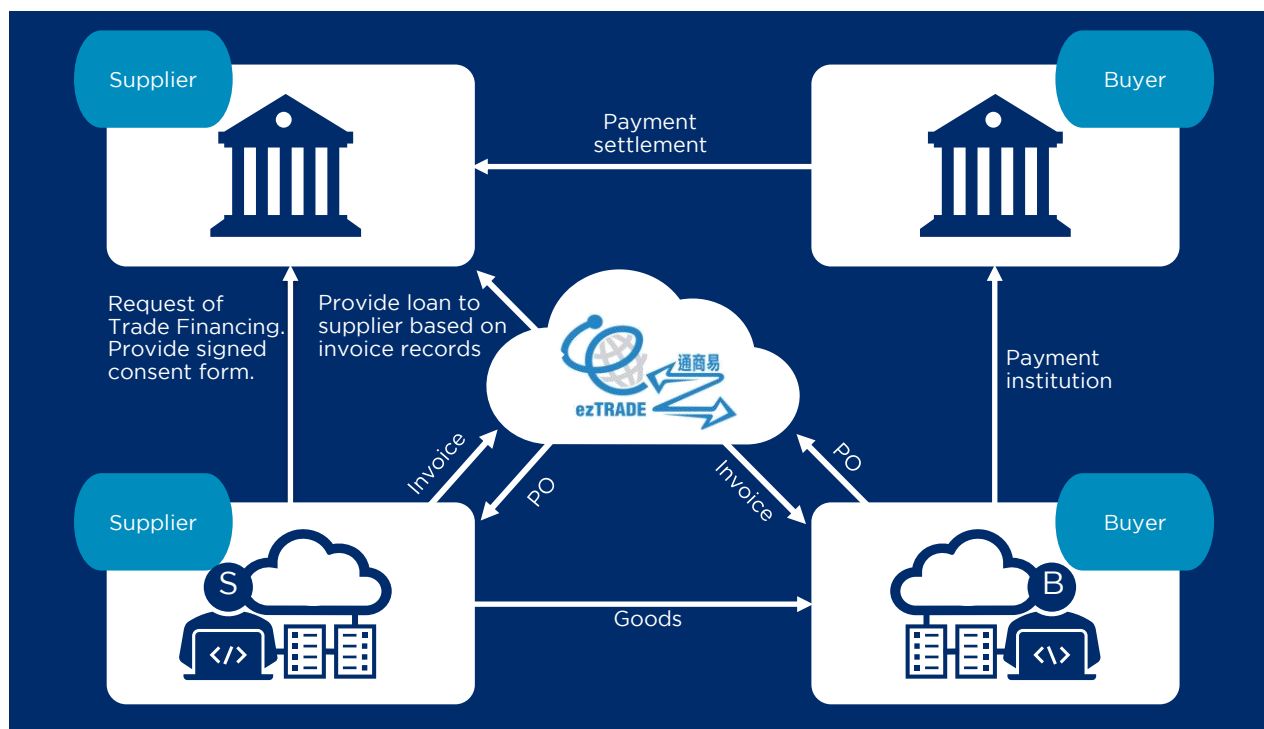 Supplier
Buyer
Payment
settlement
Request of
Trade Financing.
Provide signed
consent form.
Provide loan to
supplier based on
invoice records
通商易
ezTRADE
Payment
institution
Invoice
PO
Invoice
PO
Supplier
Buyer
S
B
</>
<\>
Goods